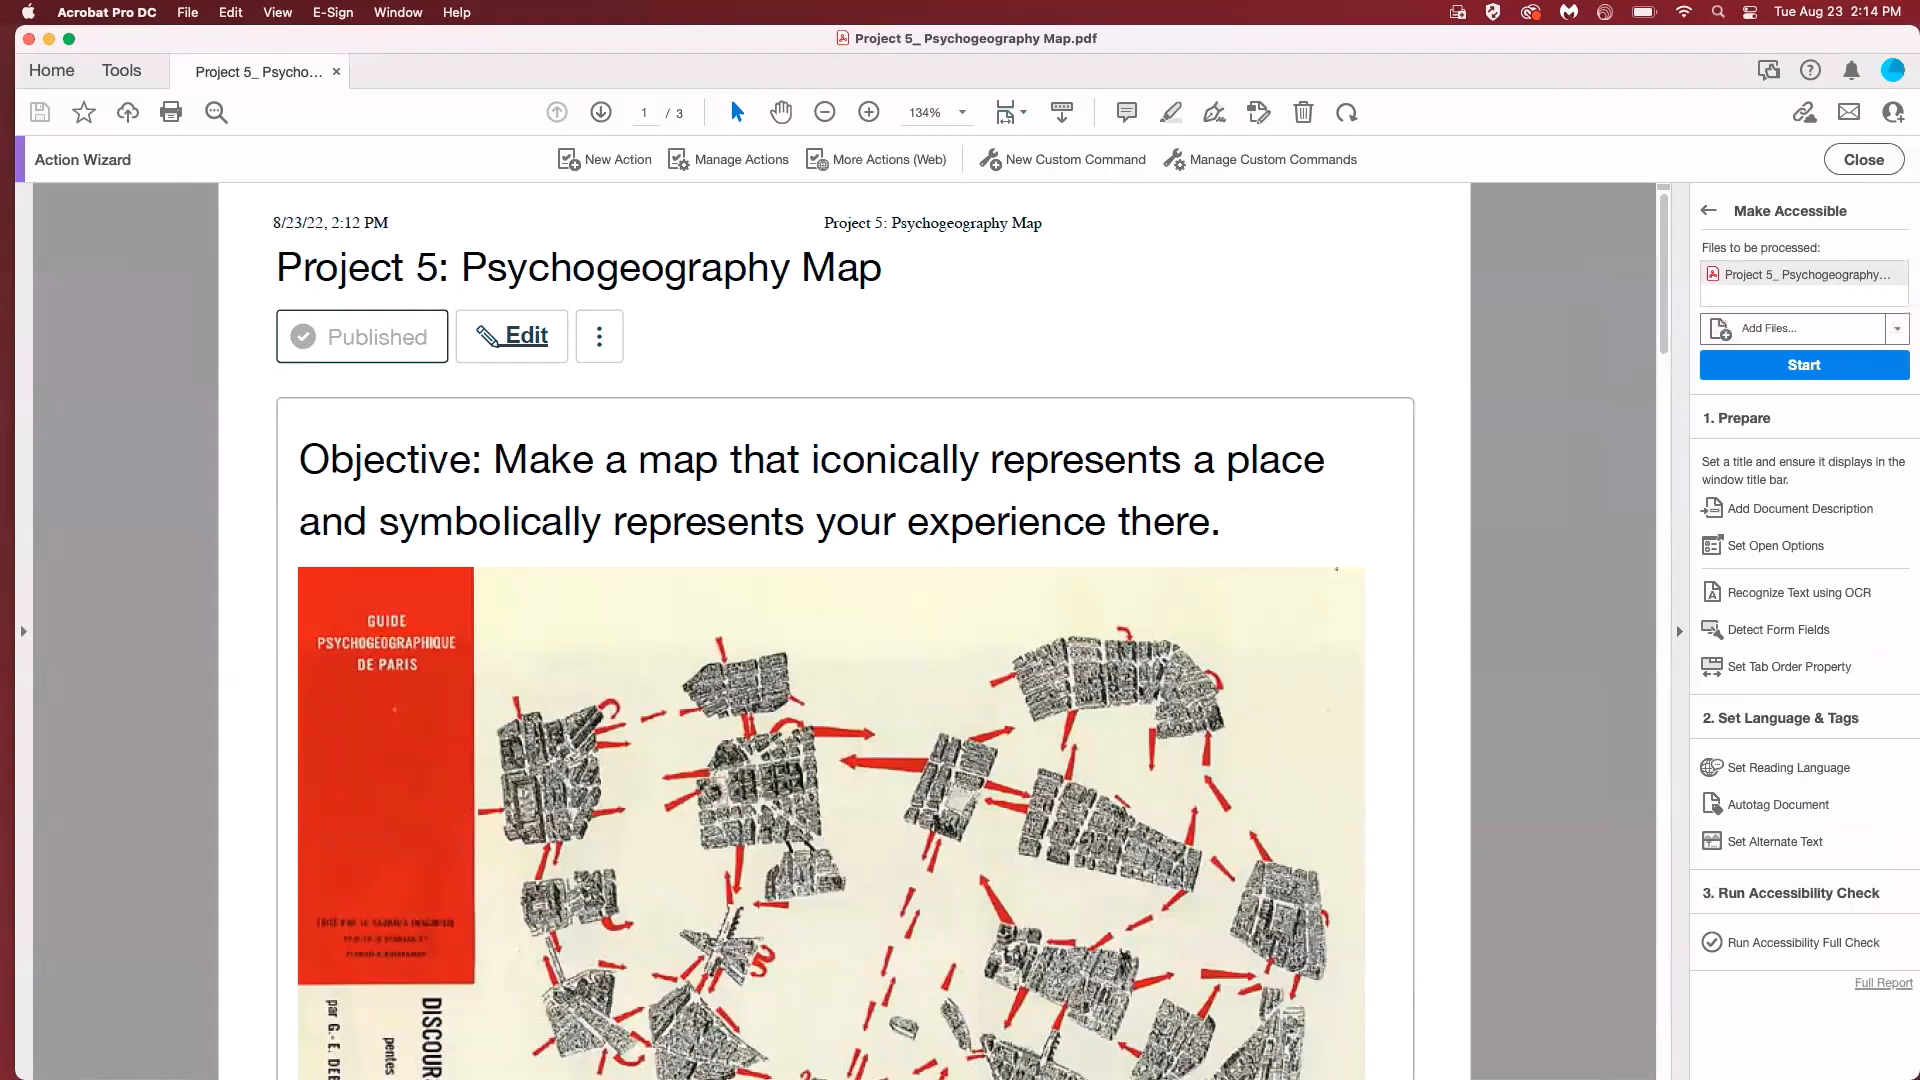 Acrobat Pro DC File Edit View E-Sign Window Help Tue Aug 23 2:14 PM
Project 5_ Psychogeography Map.pdf
Home Tools Project 5_ Psycho... ×
1 / 3 134%
Action Wizard New Action Manage Actions More Actions (Web) New Custom Command Manage Custom Commands Close
8/23/22, 2:12 PM Project 5: Psychogeography Map
Project 5: Psychogeography Map
Published Edit
Objective: Make a map that iconically represents a place
and symbolically represents your experience there.
GUIDE
PSYCHOGEOGRAPHIQUE
DE PARIS
DISCOUR
pentes
par G.-E. DEB
Make Accessible
Files to be processed:
Project 5_ Psychogeography...
Add Files...
Start
1. Prepare
Set a title and ensure it displays in the
window title bar.
Add Document Description
Set Open Options
Recognize Text using OCR
Detect Form Fields
Set Tab Order Property
2. Set Language & Tags
Set Reading Language
Autotag Document
Set Alternate Text
3. Run Accessibility Check
Run Accessibility Full Check
Full Report